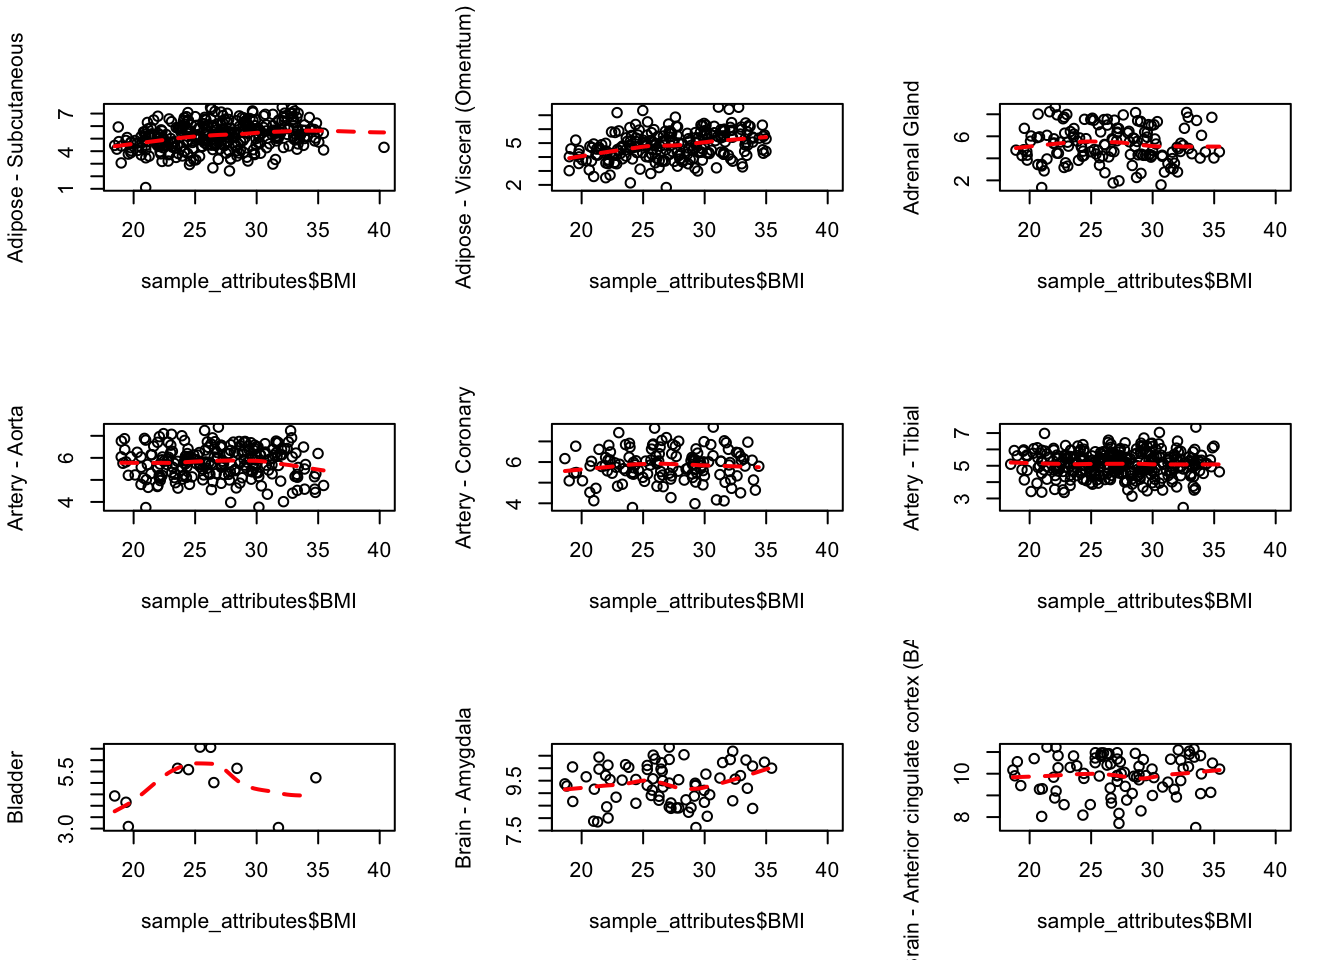 Adipose - Subcutaneous
1 4 7
20 25 30 35 40
sample_attributes$BMI
Adipose - Visceral (Omentum)
2 5
20 25 30 35 40
sample_attributes$BMI
Adrenal Gland
2 6
20 25 30 35 40
sample_attributes$BMI
Artery - Aorta
4 6
20 25 30 35 40
sample_attributes$BMI
Artery - Coronary
4 6
20 25 30 35 40
sample_attributes$BMI
Artery - Tibial
3 5 7
20 25 30 35 40
sample_attributes$BMI
Bladder
3.0 5.5
20 25 30 35 40
sample_attributes$BMI
Brain - Amygdala
7.5 9.5
20 25 30 35 40
sample_attributes$BMI
rain - Anterior cingulate cortex (BA
8 10
20 25 30 35 40
sample_attributes$BMI